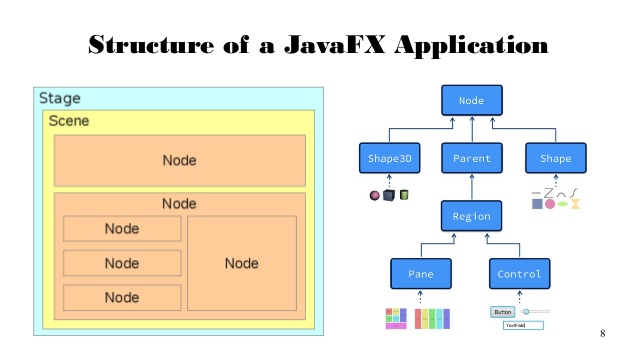 Structure of a JavaFX Application
Stage
Scene
Node
Node
Node
Node
Node
Node
Node
Shape3D
Parent
Shape
Region
Pane
Control
Button
TextField
8